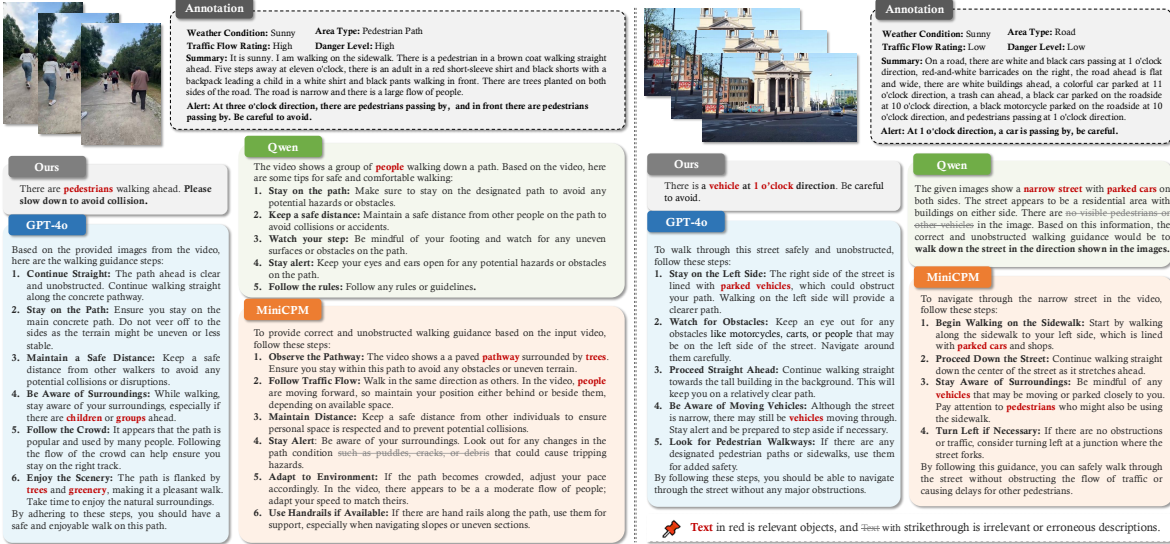 Annotation
Weather Condition: Sunny Area Type: Pedestrian Path
Traffic Flow Rating: High Danger Level: High
Summary: It is sunny. I am walking on the sidewalk. There is a pedestrian in a brown coat walking straight
ahead. Five steps away at eleven o'clock, there is an adult in a red short-sleeve shirt and black shorts with a
backpack leading a child in a white shirt and black pants walking in front. There are trees planted on both
sides of the road. The road is narrow and there is a large flow of people.
Alert: At three o'clock direction, there are pedestrians passing by, and in front there are pedestrians
passing by. Be careful to avoid.
Ours
There are pedestrians walking ahead. Please
slow down to avoid collision.
GPT-4o
Based on the provided images from the video,
here are the walking guidance steps:
1. Continue Straight: The path ahead is clear
and unobstructed. Continue walking straight
along the concrete pathway.
2. Stay on the Path: Ensure you stay on the
main concrete path. Do not veer off to the
sides as the terrain might be uneven or less
stable.
3. Maintain a Safe Distance: Keep a safe
distance from other walkers to avoid any
potential collisions or disruptions.
4. Be Aware of Surroundings: While walking,
stay aware of your surroundings, especially if
there are children or groups ahead.
5. Follow the Crowd: It appears that the path is
popular and used by many people. Following
the flow of the crowd can help ensure you
stay on the right track.
6. Enjoy the Scenery: The path is flanked by
trees and greenery, making it a pleasant walk.
Take time to enjoy the natural surroundings.
By adhering to these steps, you should have a
safe and enjoyable walk on this path.
Qwen
The video shows a group of people walking down a path. Based on the video, here
are some tips for safe and comfortable walking:
1. Stay on the path: Make sure to stay on the designated path to avoid any
potential hazards or obstacles.
2. Keep a safe distance: Maintain a safe distance from other people on the path to
avoid collisions or accidents.
3. Watch your step: Be mindful of your footing and watch for any uneven
surfaces or obstacles on the path.
4. Stay alert: Keep your eyes and ears open for any potential hazards or obstacles
on the path.
5. Follow the rules: Follow any rules or guidelines.
MiniCPM
To provide correct and unobstructed walking guidance based on the input video,
follow these steps:
1. Observe the Pathway: The video shows a a paved pathway surrounded by trees.
Ensure you stay within this path to avoid any obstacles or uneven terrain.
2. Follow Traffic Flow: Walk in the same direction as others. In the video, people
are moving forward, so maintain your position either behind or beside them,
depending on available space.
3. Maintain Distance: Keep a safe distance from other individuals to ensure
personal space is respected and to prevent potential collisions.
4. Stay Alert: Be aware of your surroundings. Look out for any changes in the
path condition such as puddles, cracks, or debris that could cause tripping
hazards.
5. Adapt to Environment: If the path becomes crowded, adjust your pace
accordingly. In the video, there appears to be a a moderate flow of people;
adapt your speed to match theirs.
6. Use Handrails if Available: If there are hand rails along the path, use them for
support, especially when navigating slopes or uneven sections.
Annotation
Weather Condition: Sunny Area Type: Road
Traffic Flow Rating: Low Danger Level: Low
Summary: On a road, there are white and black cars passing at 1 o'clock
direction, red-and-white barricades on the right, the road ahead is flat
and wide, there are white buildings ahead, a colorful car parked at 11
o'clock direction, a trash can ahead, a black car parked on the roadside
at 10 o'clock direction, a black motorcycle parked on the roadside at 10
o'clock direction, and pedestrians passing at 1 o'clock direction.
Alert: At 1 o'clock direction, a car is passing by, be careful.
Ours
There is a vehicle at 1 o'clock direction. Be careful
to avoid.
GPT-4o
To walk through this street safely and unobstructed,
follow these steps:
1. Stay on the Left Side: The right side of the street is
lined with parked vehicles, which could obstruct
your path. Walking on the left side will provide a
clearer path.
2. Watch for Obstacles: Keep an eye out for any
obstacles like motorcycles, carts, or people that may
be on the left side of the street. Navigate around
them carefully.
3. Proceed Straight Ahead: Continue walking straight
towards the tall building in the background. This will
keep you on a relatively clear path.
4. Be Aware of Moving Vehicles: Although the street
is narrow, there may still be vehicles moving through.
Stay alert and be prepared to step aside if necessary.
5. Look for Pedestrian Walkways: If there are any
designated pedestrian paths or sidewalks, use them
for added safety.
By following these steps, you should be able to navigate
through the street without any major obstructions.
Qwen
The given images show a narrow street with parked cars on
both sides. The street appears to be a residential area with
buildings on either side. There are no visible pedestrians or
other vehicles in the image. Based on this information, the
correct and unobstructed walking guidance would be to
walk down the street in the direction shown in the images.
MiniCPM
To navigate through the narrow street in the video,
follow these steps:
1. Begin Walking on the Sidewalk: Start by walking
along the sidewalk to your left side, which is lined
with parked cars and shops.
2. Proceed Down the Street: Continue walking straight
down the center of the street as it stretches ahead.
3. Stay Aware of Surroundings: Be mindful of any
vehicles that may be moving or parked closely to you.
Pay attention to pedestrians who might also be using
the sidewalk.
4. Turn Left if Necessary: If there are no obstructions
or traffic, consider turning left at a junction where the
street forks.
By following this guidance, you can safely walk through
the street without obstructing the flow of traffic or
causing delays for other pedestrians.
Text in red is relevant objects, and Text with strikethrough is irrelevant or erroneous descriptions.